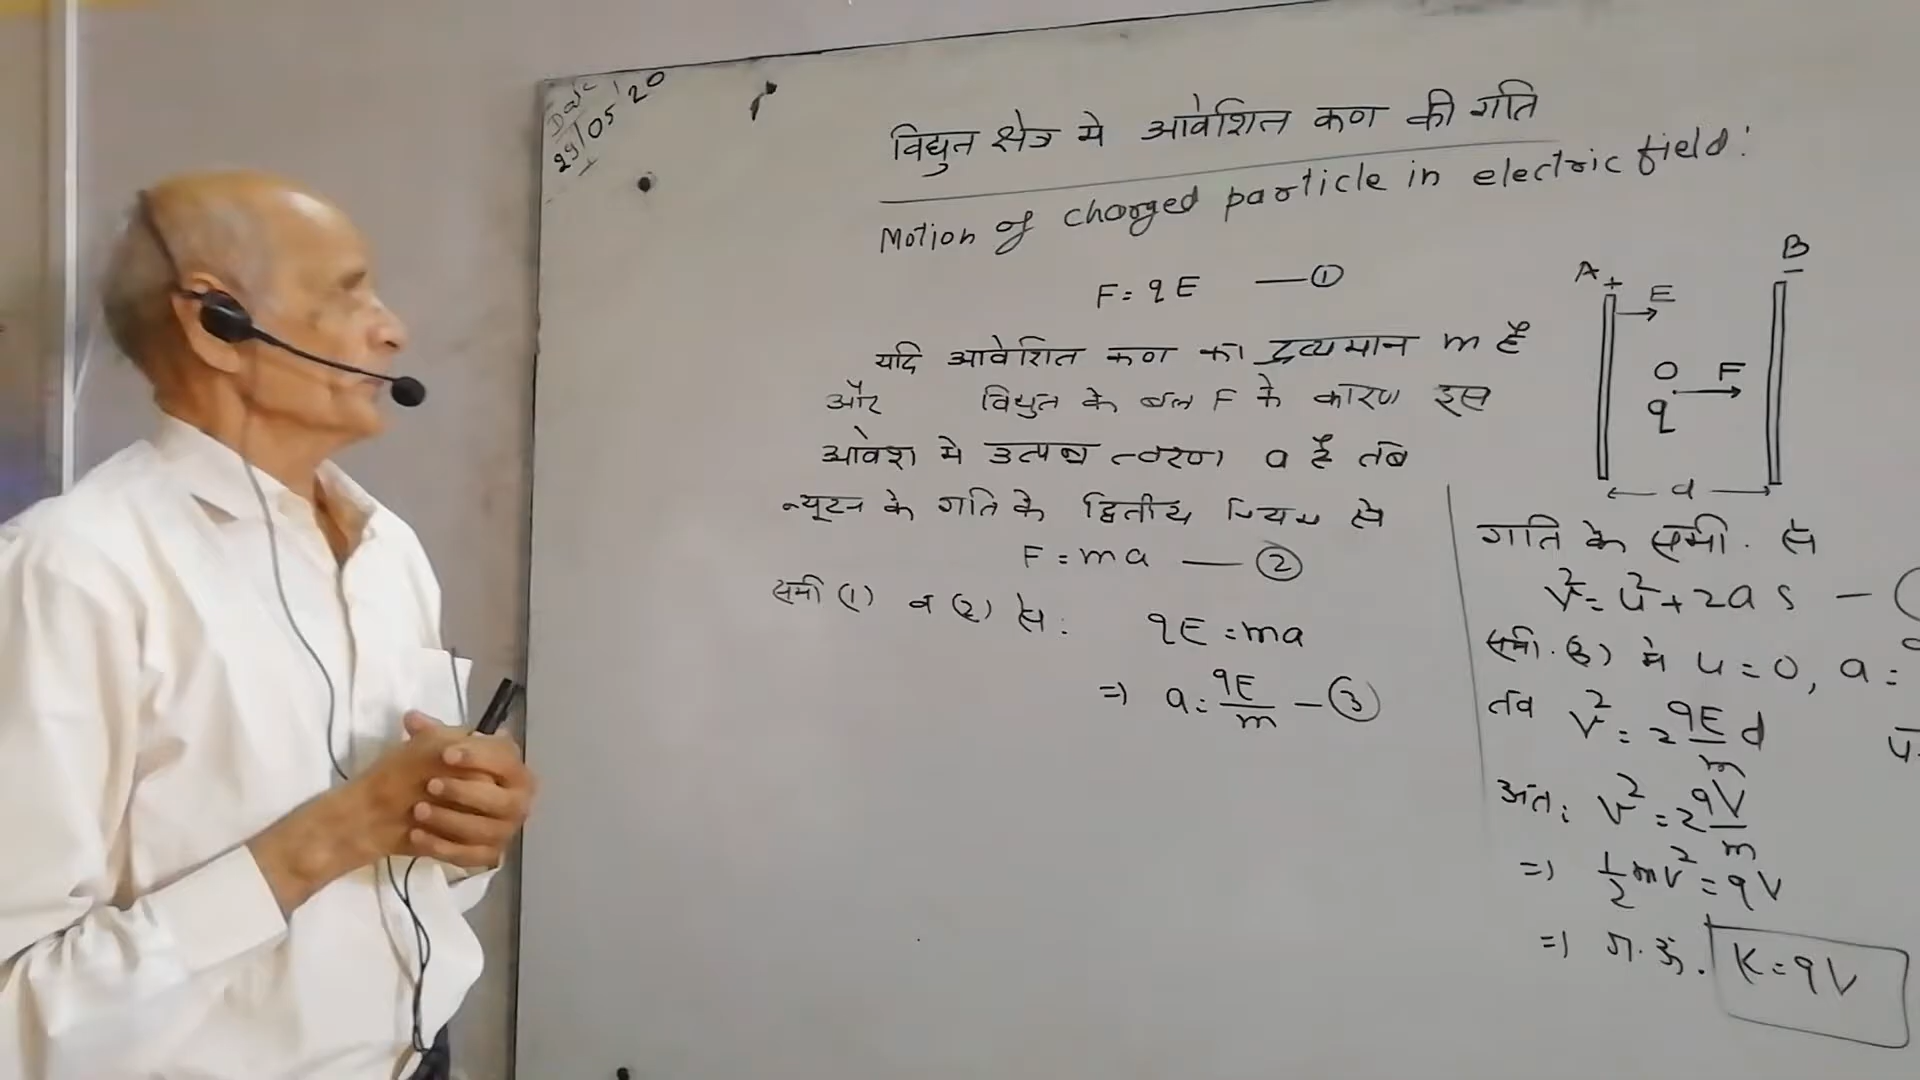 Date
29/05/20
विद्युत क्षेत्र मे आवेशित कण की गति
Motion of charged particle in electric field:
F = qE —①
यदि आवेशित कण का द्रव्यमान m है
और विद्युत के बल F के कारण इस
आवेश मे उत्पन्न त्वरण a है तब
न्यूटन के गति के द्वितीय नियम से
F = ma — ②
समी (1) व (2) से :
qE = ma
=> a = qE/m - ③
A + B -
E
O F
q
d
गति के समी. से
v² = u² + 2as -
समी. (3) मे u = 0, a =
तब v² = 2 qE/m d
अतः v² = 2 qV/m
=> 1/2 mv² = qV
=> ग. ऊ. K = qV